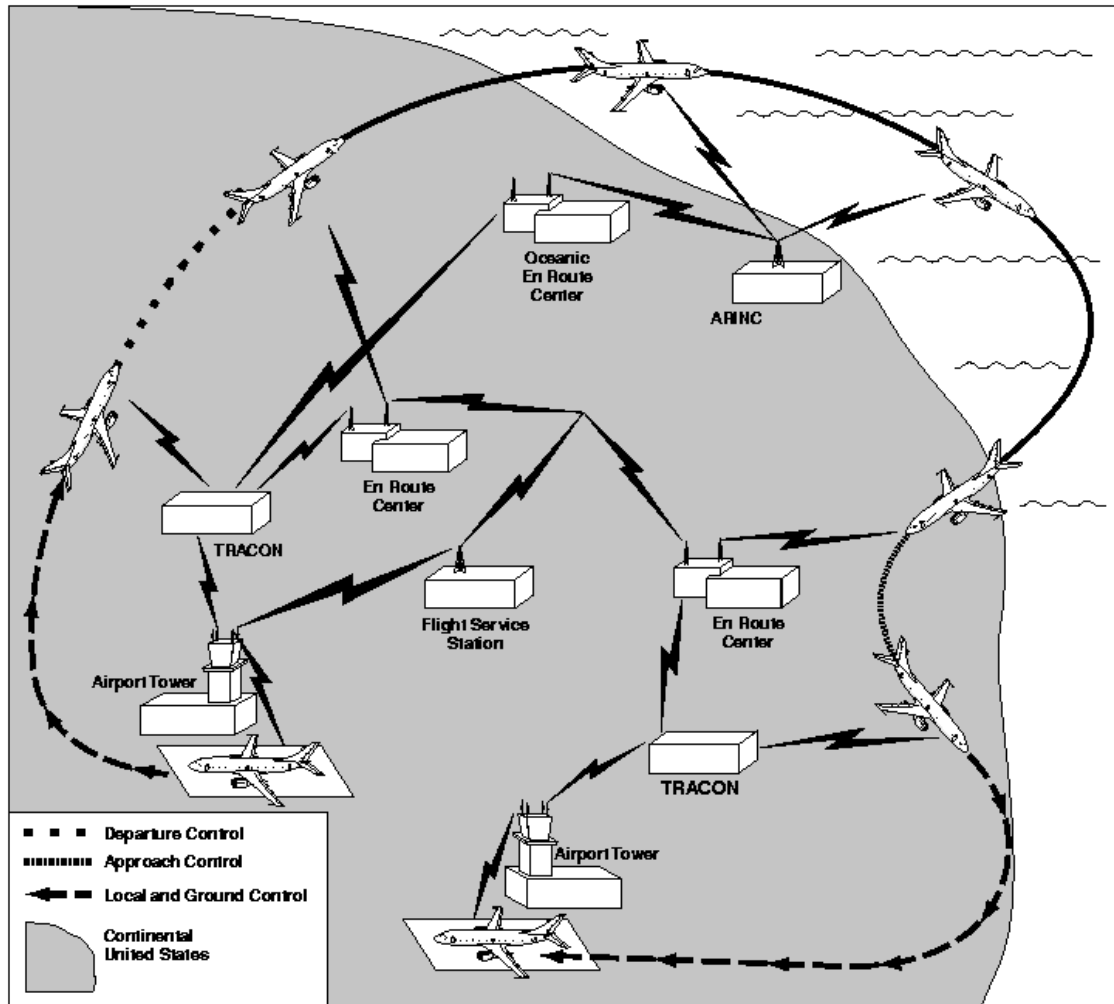 Oceanic
En Route
Center
ARINC
En Route
Center
TRACON
Flight Service
Station
En Route
Center
Airport Tower
TRACON
Airport Tower
Departure Control
Approach Control
Local and Ground Control
Continental
United States